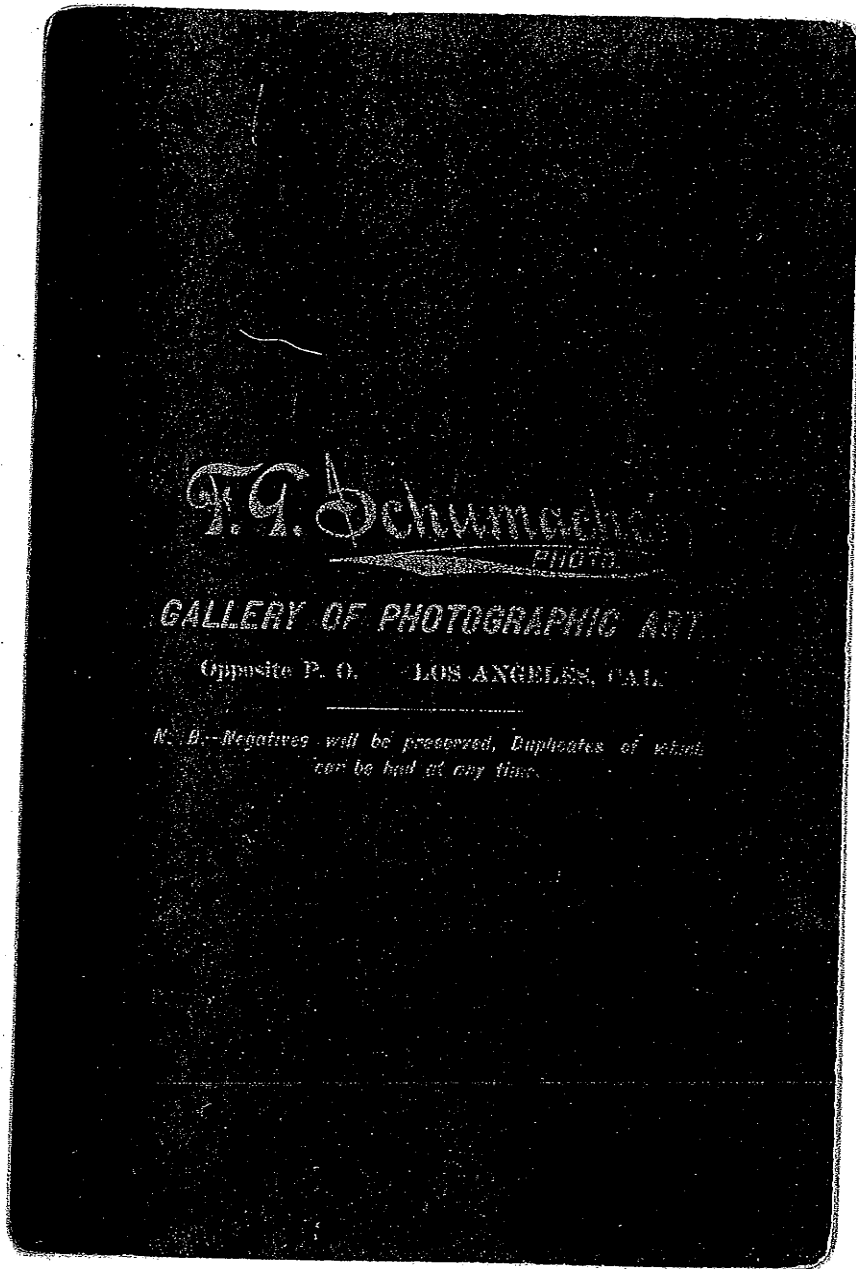 F. G. Schumacher,
PHOTO.
GALLERY OF PHOTOGRAPHIC ART.
Opposite P. O. LOS ANGELES, CAL.
N. B.--Negatives will be preserved, Duplicates of which
can be had at any time.